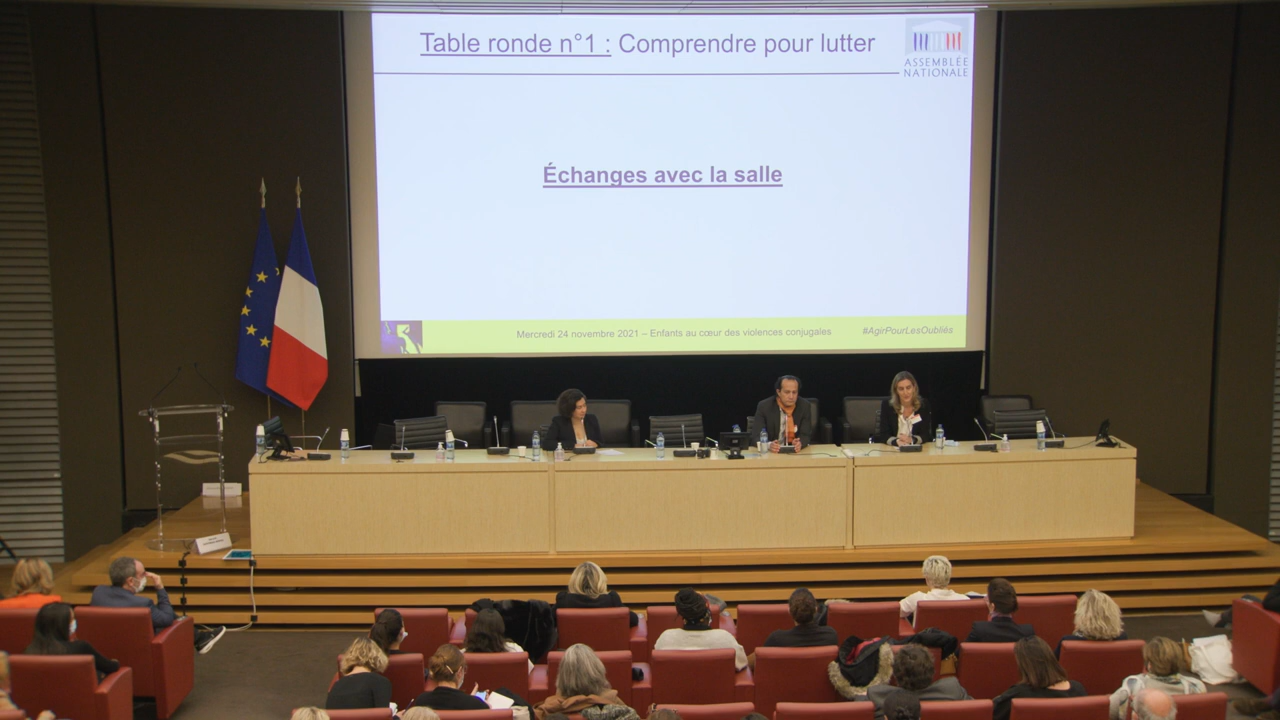 Table ronde n°1 : Comprendre pour lutter
ASSEMBLÉE
NATIONALE
Échanges avec la salle
Mercredi 24 novembre 2021 – Enfants au cœur des violences conjugales
#AgirPourLesOubliés